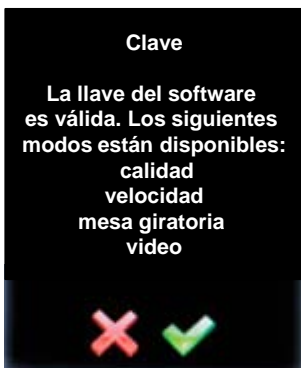 Clave
La llave del software
es válida. Los siguientes
modos están disponibles:
calidad
velocidad
mesa giratoria
video